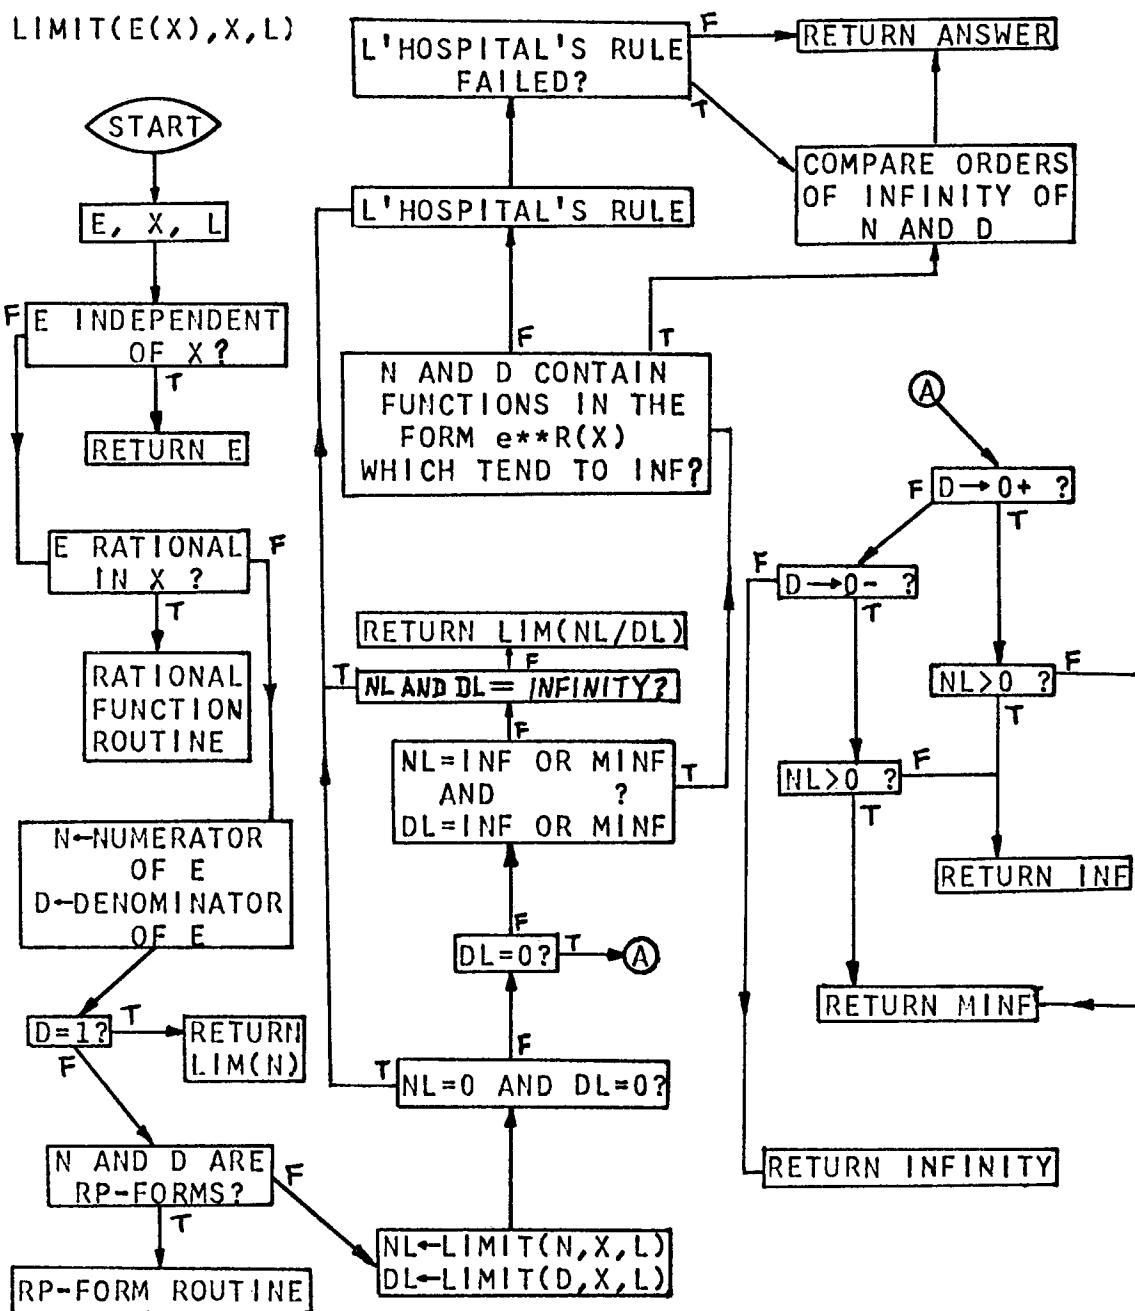 LIMIT(E(X),X,L)
START
E, X, L
F
E INDEPENDENT
OF X?
T
RETURN E
E RATIONAL
IN X ?
F
T
RATIONAL
FUNCTION
ROUTINE
N←NUMERATOR
OF E
D←DENOMINATOR
OF E
D=1?
T
RETURN
LIM(N)
F
N AND D ARE
RP-FORMS?
F
T
RP-FORM ROUTINE
NL←LIMIT(N,X,L)
DL←LIMIT(D,X,L)
T
NL=0 AND DL=0?
F
DL=0?
T
A
F
NL=INF OR MINF
AND ?
DL=INF OR MINF
T
F
T
NL AND DL= INFINITY?
F
RETURN LIM(NL/DL)
N AND D CONTAIN
FUNCTIONS IN THE
FORM e**R(X)
WHICH TEND TO INF?
F
T
L'HOSPITAL'S RULE
L'HOSPITAL'S RULE
FAILED?
F
T
RETURN ANSWER
COMPARE ORDERS
OF INFINITY OF
N AND D
A
F
D→0+ ?
T
F
D→0- ?
T
NL>0 ?
F
T
NL>0 ?
F
T
RETURN INF
RETURN MINF
RETURN INFINITY